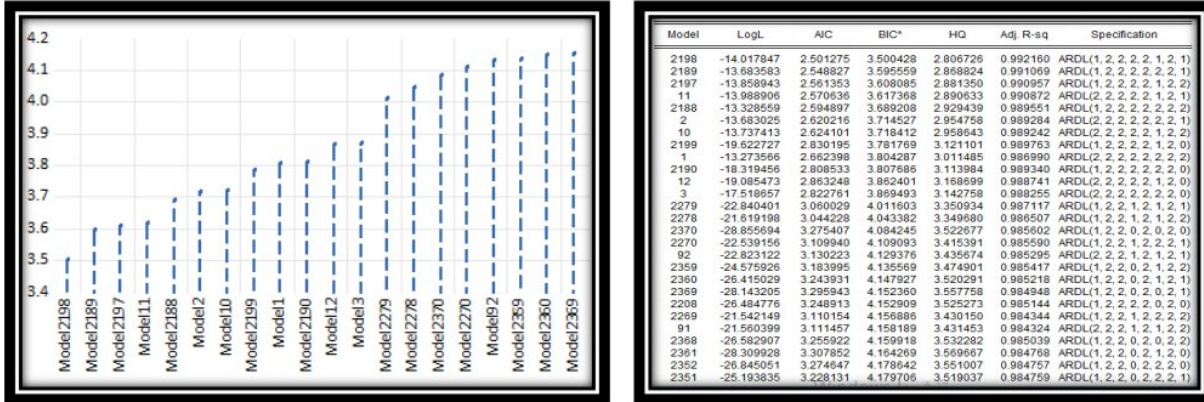 4.2
4.1
4.0
3.9
3.8
3.7
3.6
3.5
3.4
Model2198
Model2189
Model2197
Model11
Model2188
Model2
Model10
Model2199
Model1
Model2190
Model12
Model3
Model2279
Model2278
Model2370
Model2270
Model92
Model2359
Model2360
Model2369
Model LogL AIC BIC* HQ Adj. R-sq Specification
2198 -14.017847 2.501275 3.500428 2.806726 0.992160 ARDL(1, 2, 2, 2, 2, 1, 2, 1)
2189 -13.683583 2.548827 3.595559 2.868824 0.991069 ARDL(1, 2, 2, 2, 2, 2, 2, 1)
2197 -13.858943 2.561353 3.608085 2.881350 0.990957 ARDL(1, 2, 2, 2, 2, 1, 2, 2)
11 -13.988906 2.570636 3.617368 2.890633 0.990872 ARDL(2, 2, 2, 2, 2, 1, 2, 1)
2188 -13.328559 2.594897 3.689208 2.929439 0.989551 ARDL(1, 2, 2, 2, 2, 2, 2, 2)
2 -13.683025 2.620216 3.714527 2.954758 0.989284 ARDL(2, 2, 2, 2, 2, 2, 2, 1)
10 -13.737413 2.624101 3.718412 2.958643 0.989242 ARDL(2, 2, 2, 2, 2, 1, 2, 2)
2199 -19.622727 2.830195 3.781769 3.121101 0.989763 ARDL(1, 2, 2, 2, 2, 1, 2, 0)
1 -13.273566 2.662398 3.804287 3.011485 0.986990 ARDL(2, 2, 2, 2, 2, 2, 2, 2)
2190 -18.319456 2.808533 3.807686 3.113984 0.989340 ARDL(1, 2, 2, 2, 2, 2, 2, 0)
12 -19.085473 2.863248 3.862401 3.168699 0.988741 ARDL(2, 2, 2, 2, 2, 1, 2, 0)
3 -17.518657 2.822761 3.869493 3.142758 0.988255 ARDL(2, 2, 2, 2, 2, 2, 2, 0)
2279 -22.840401 3.060029 4.011603 3.350934 0.987117 ARDL(1, 2, 2, 1, 2, 1, 2, 1)
2278 -21.619198 3.044228 4.043382 3.349680 0.986507 ARDL(1, 2, 2, 1, 2, 1, 2, 2)
2370 -28.855694 3.275407 4.084245 3.522677 0.985602 ARDL(1, 2, 2, 0, 2, 0, 2, 0)
2270 -22.539156 3.109940 4.109093 3.415391 0.985590 ARDL(1, 2, 2, 1, 2, 2, 2, 1)
92 -22.823122 3.130223 4.129376 3.435674 0.985295 ARDL(2, 2, 2, 1, 2, 1, 2, 1)
2359 -24.575926 3.183995 4.135569 3.474901 0.985417 ARDL(1, 2, 2, 0, 2, 1, 2, 2)
2360 -26.415029 3.243931 4.147927 3.520291 0.985218 ARDL(1, 2, 2, 0, 2, 1, 2, 1)
2369 -28.143205 3.295943 4.152360 3.557758 0.984948 ARDL(1, 2, 2, 0, 2, 0, 2, 1)
2208 -26.484776 3.248913 4.152909 3.525273 0.985144 ARDL(1, 2, 2, 2, 2, 0, 2, 0)
2269 -21.542149 3.110154 4.156886 3.430150 0.984344 ARDL(1, 2, 2, 1, 2, 2, 2, 2)
91 -21.560399 3.111457 4.158189 3.431453 0.984324 ARDL(2, 2, 2, 1, 2, 1, 2, 2)
2368 -26.582907 3.255922 4.159918 3.532282 0.985039 ARDL(1, 2, 2, 0, 2, 0, 2, 2)
2361 -28.309928 3.307852 4.164269 3.569667 0.984768 ARDL(1, 2, 2, 0, 2, 1, 2, 0)
2352 -26.845051 3.274647 4.178642 3.551007 0.984757 ARDL(1, 2, 2, 0, 2, 2, 2, 0)
2351 -25.193835 3.228131 4.179706 3.519037 0.984759 ARDL(1, 2, 2, 0, 2, 2, 2, 1)